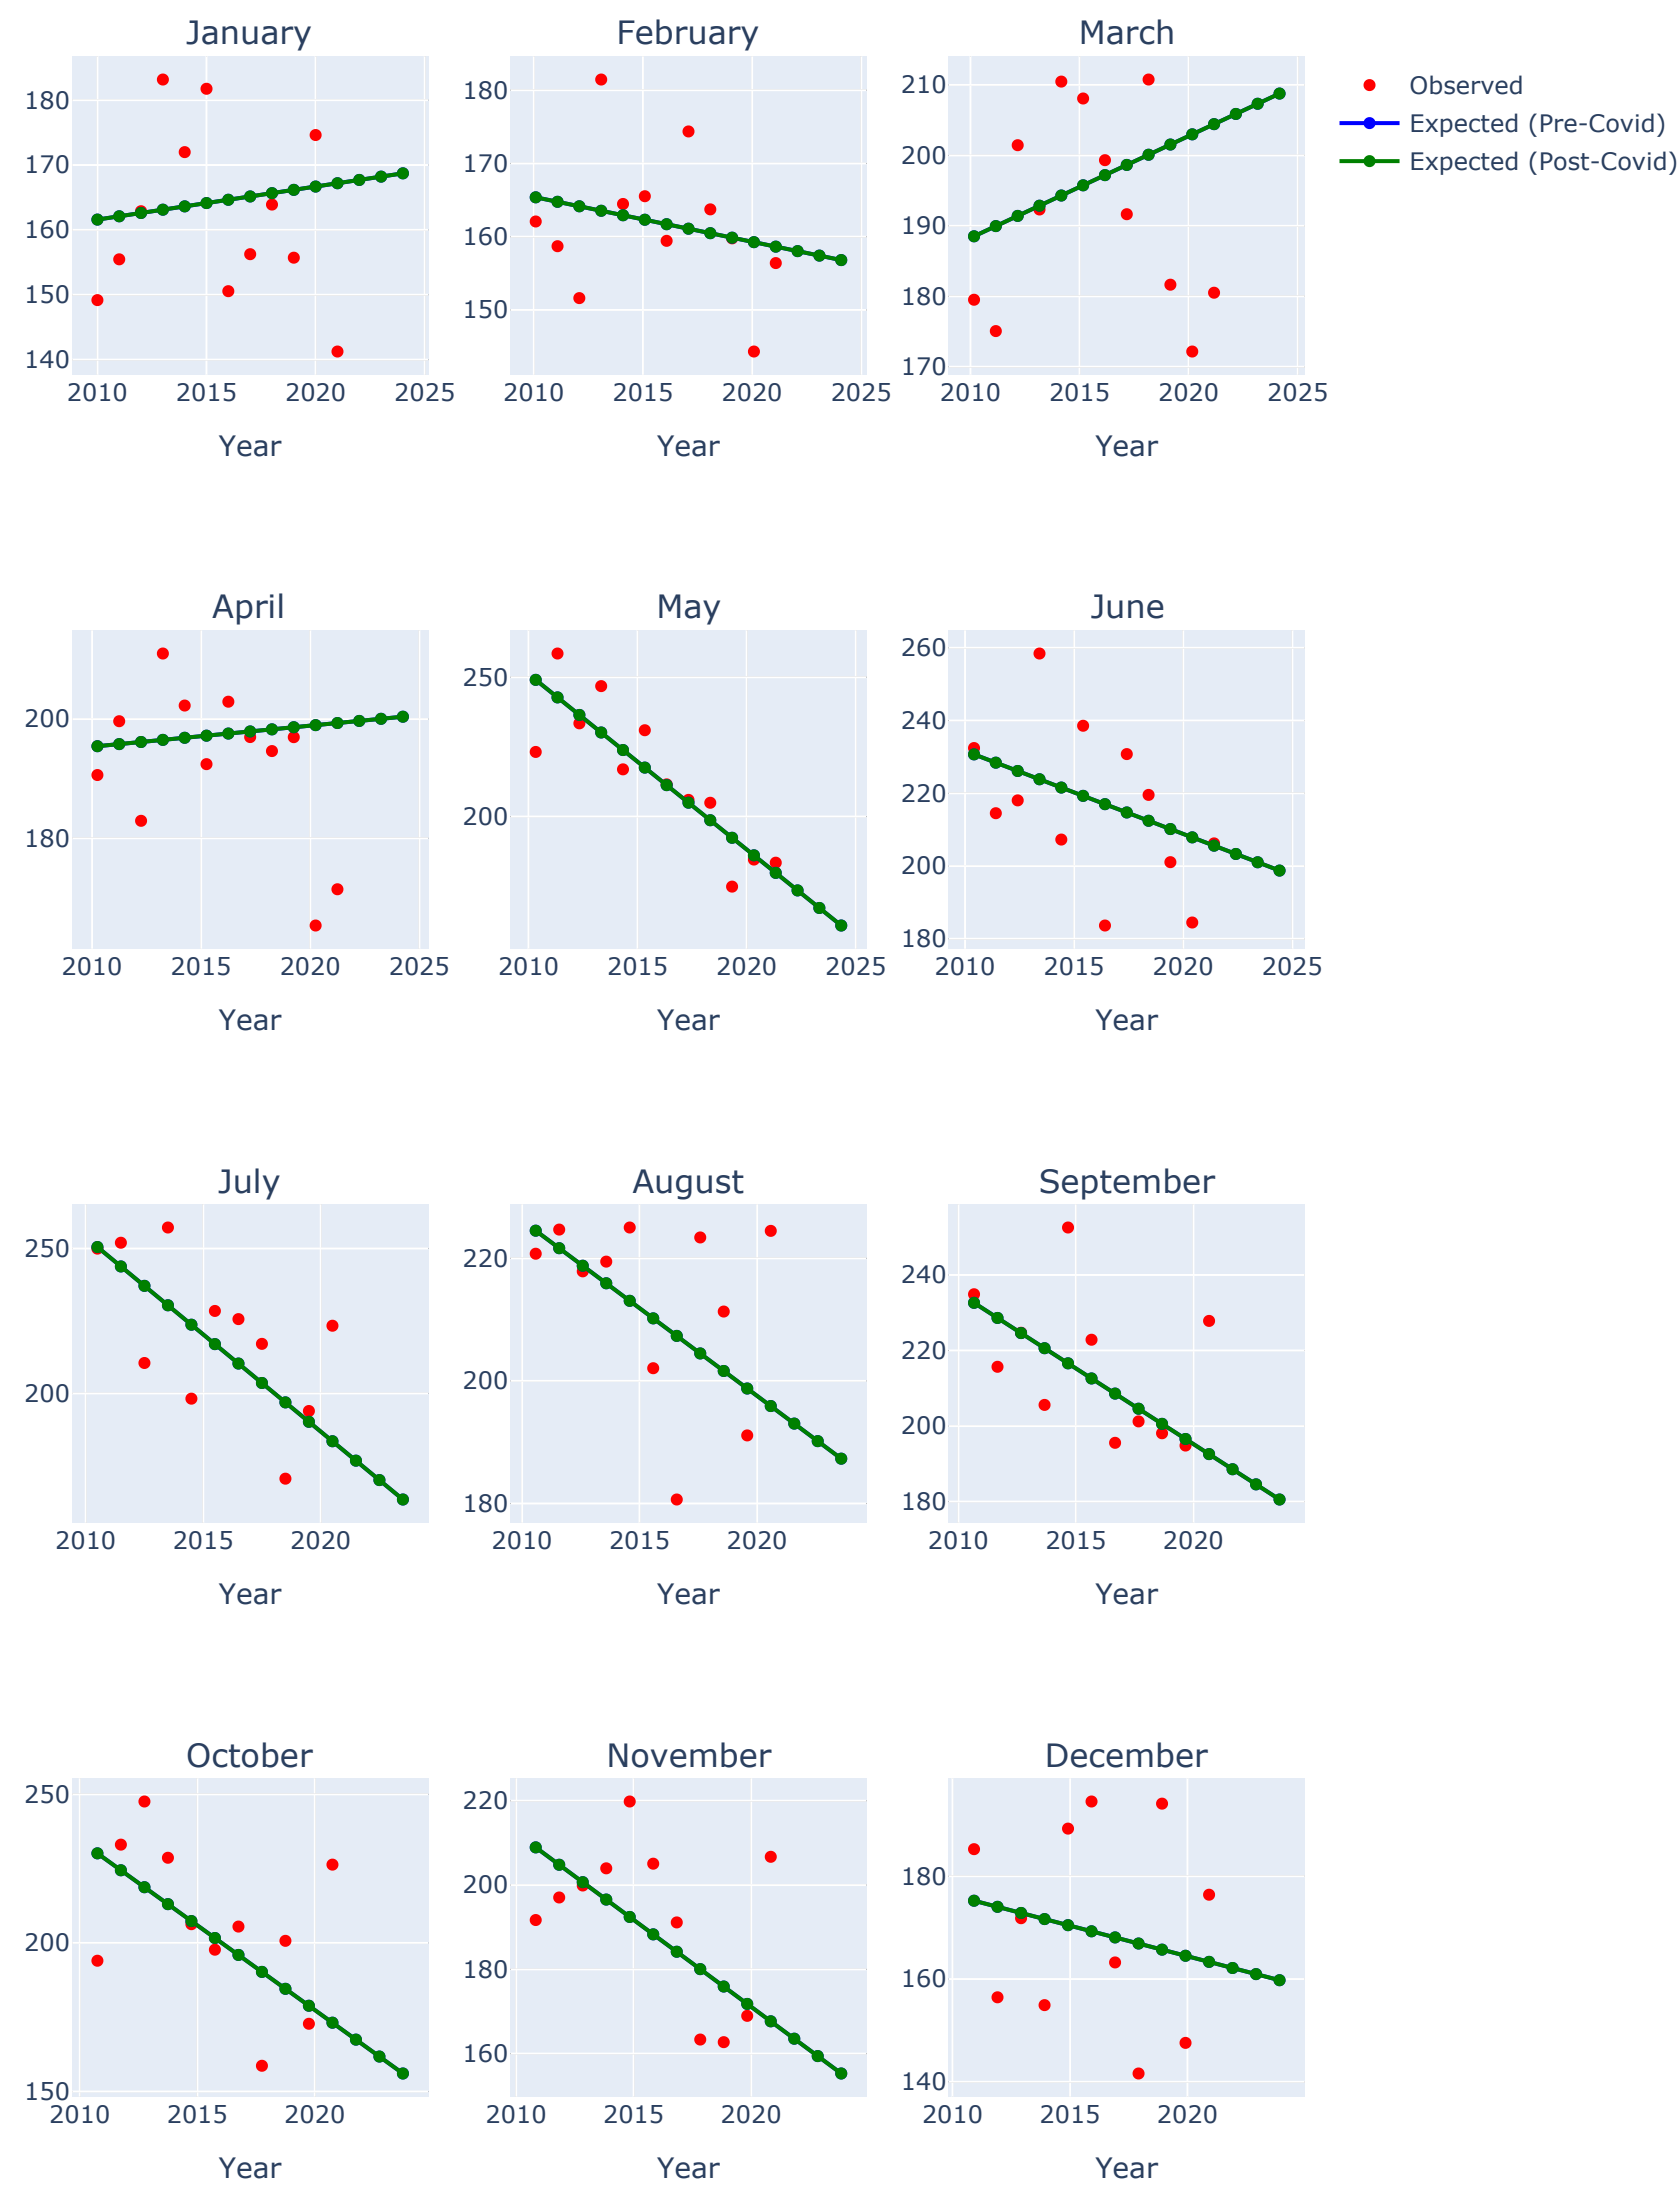 January
February
March
180
170
160
150
140
2010 2015 2020 2025
Year
180
170
160
150
2010 2015 2020 2025
Year
210
200
190
180
170
2010 2015 2020 2025
Year
Observed
Expected (Pre-Covid)
Expected (Post-Covid)
April
May
June
200
180
2010 2015 2020 2025
Year
250
200
2010 2015 2020 2025
Year
260
240
220
200
180
2010 2015 2020 2025
Year
July
August
September
250
200
2010 2015 2020
Year
220
200
180
2010 2015 2020
Year
240
220
200
180
2010 2015 2020
Year
October
November
December
250
200
150
2010 2015 2020
Year
220
200
180
160
2010 2015 2020
Year
180
160
140
2010 2015 2020
Year